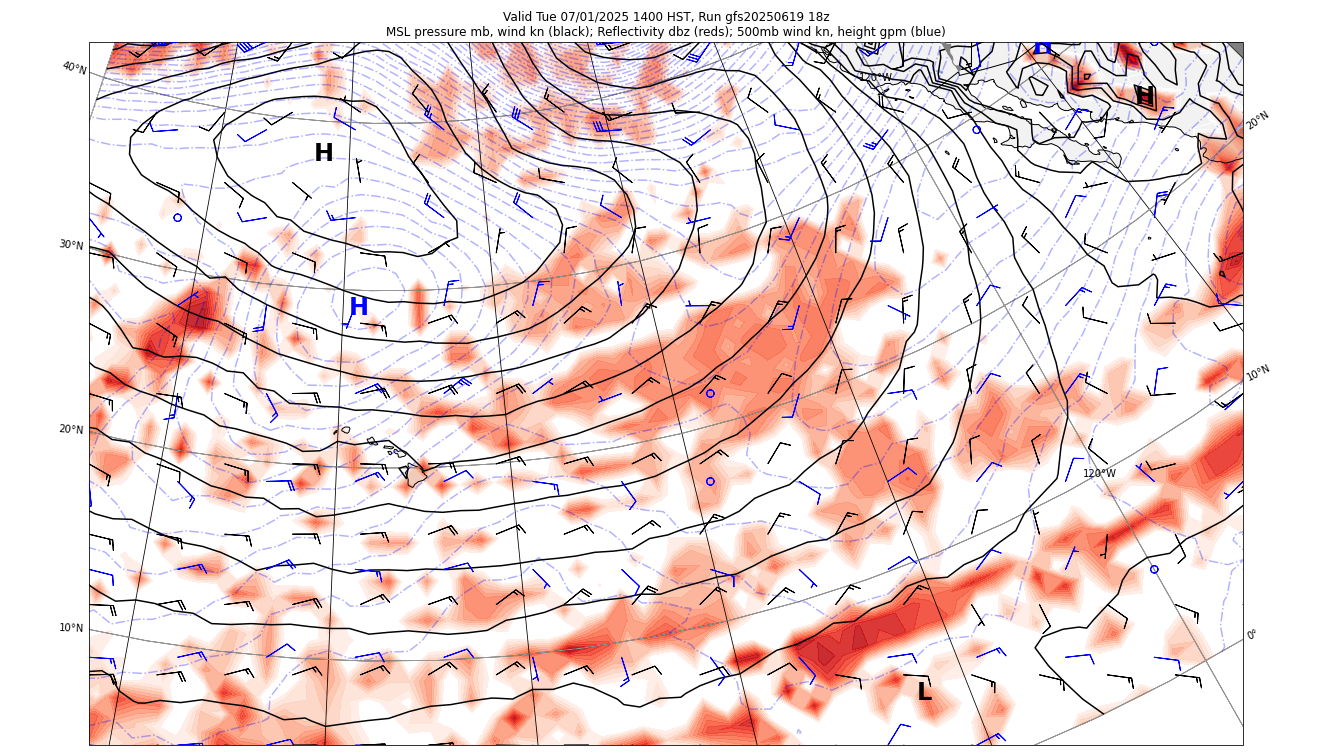 Valid Tue 07/01/2025 1400 HST, Run gfs20250619 18z
MSL pressure mb, wind kn (black); Reflectivity dbz (reds); 500mb wind kn, height gpm (blue)
H
40°N
120°W
H
20°N
H
30°N
H
10°N
20°N
120°W
10°N
0°
L